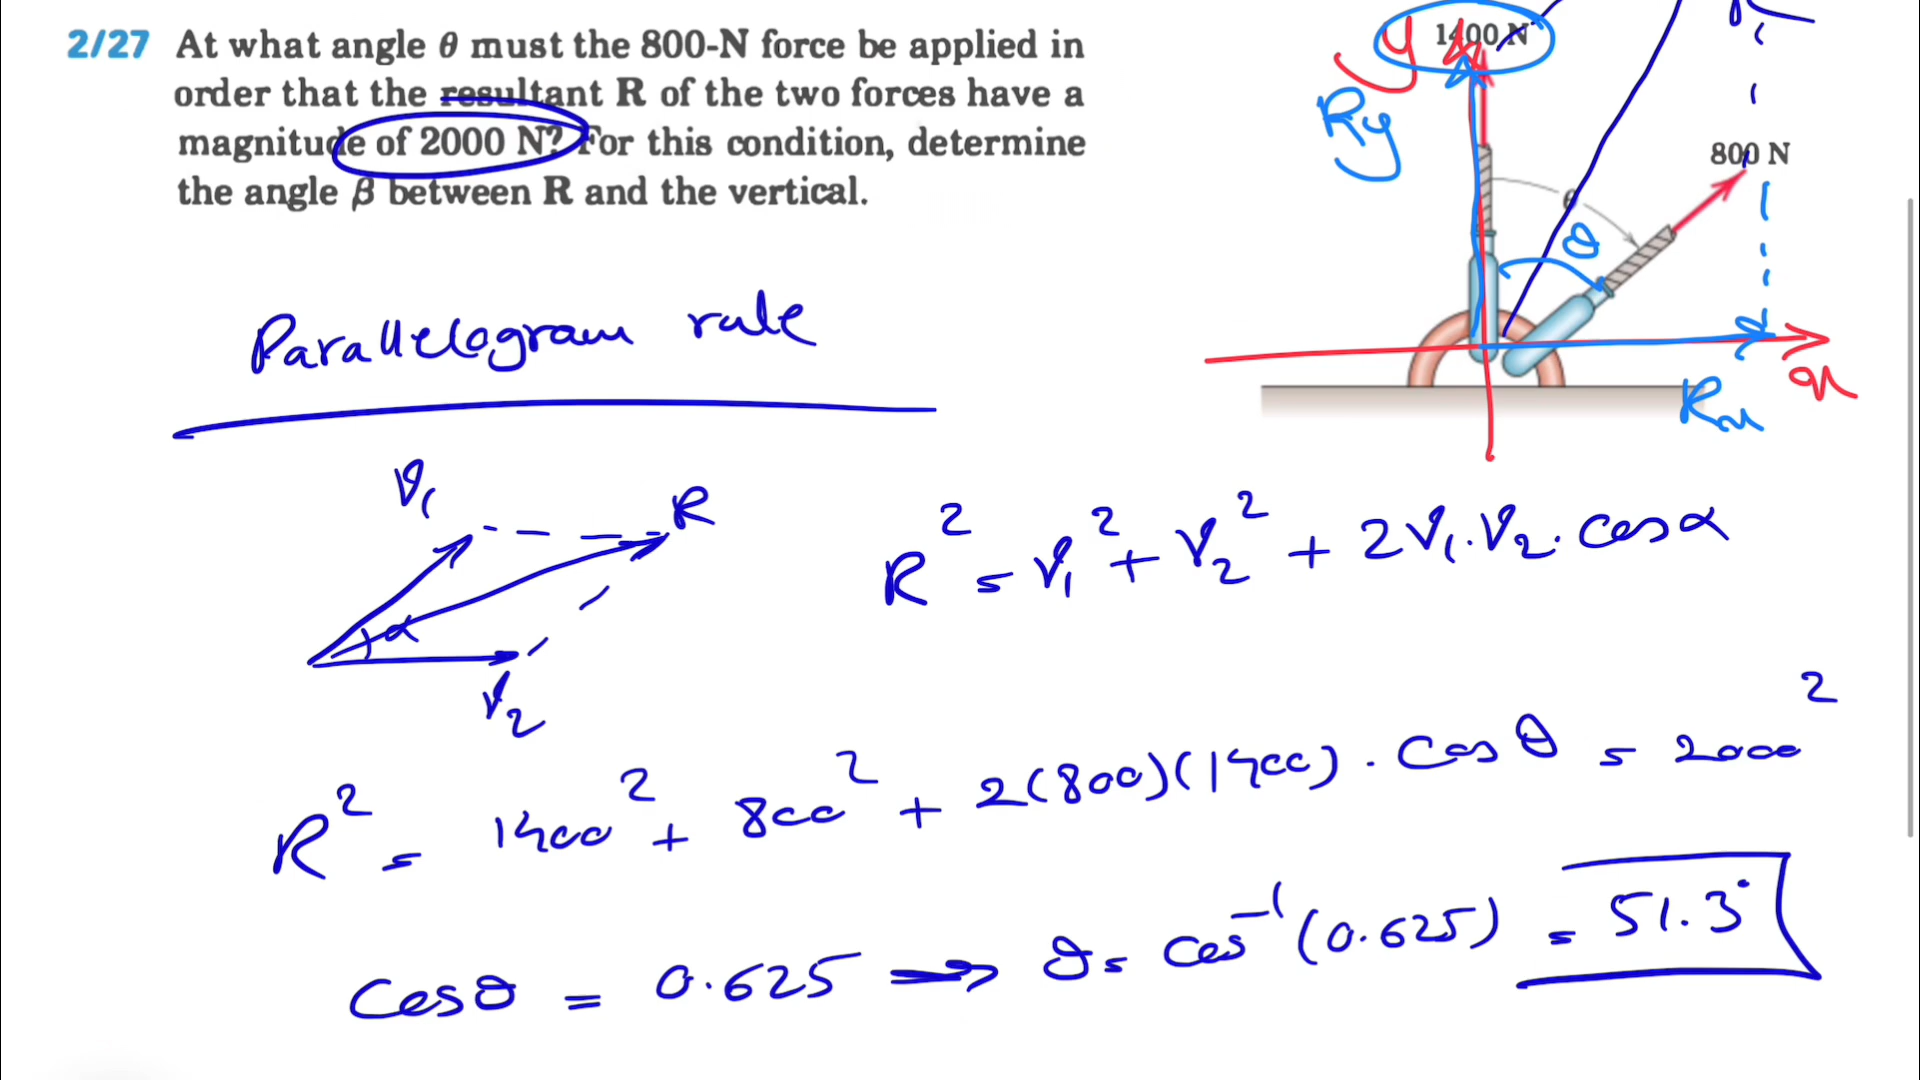 2/27 At what angle θ must the 800-N force be applied in
order that the resultant R of the two forces have a
magnitude of 2000 N? For this condition, determine
the angle β between R and the vertical.
1400 N
y
Ry
800 N
θ
θ
x
Rx
Parallelogram rule
V₁
R
α
V₂
R² = V₁² + V₂² + 2V₁.V₂. cosα
R² = 1400² + 800² + 2(800)(1400) . Cos θ = 2000²
Cosθ = 0.625 ⟹ θ = cos⁻¹(0.625) = 51.3°